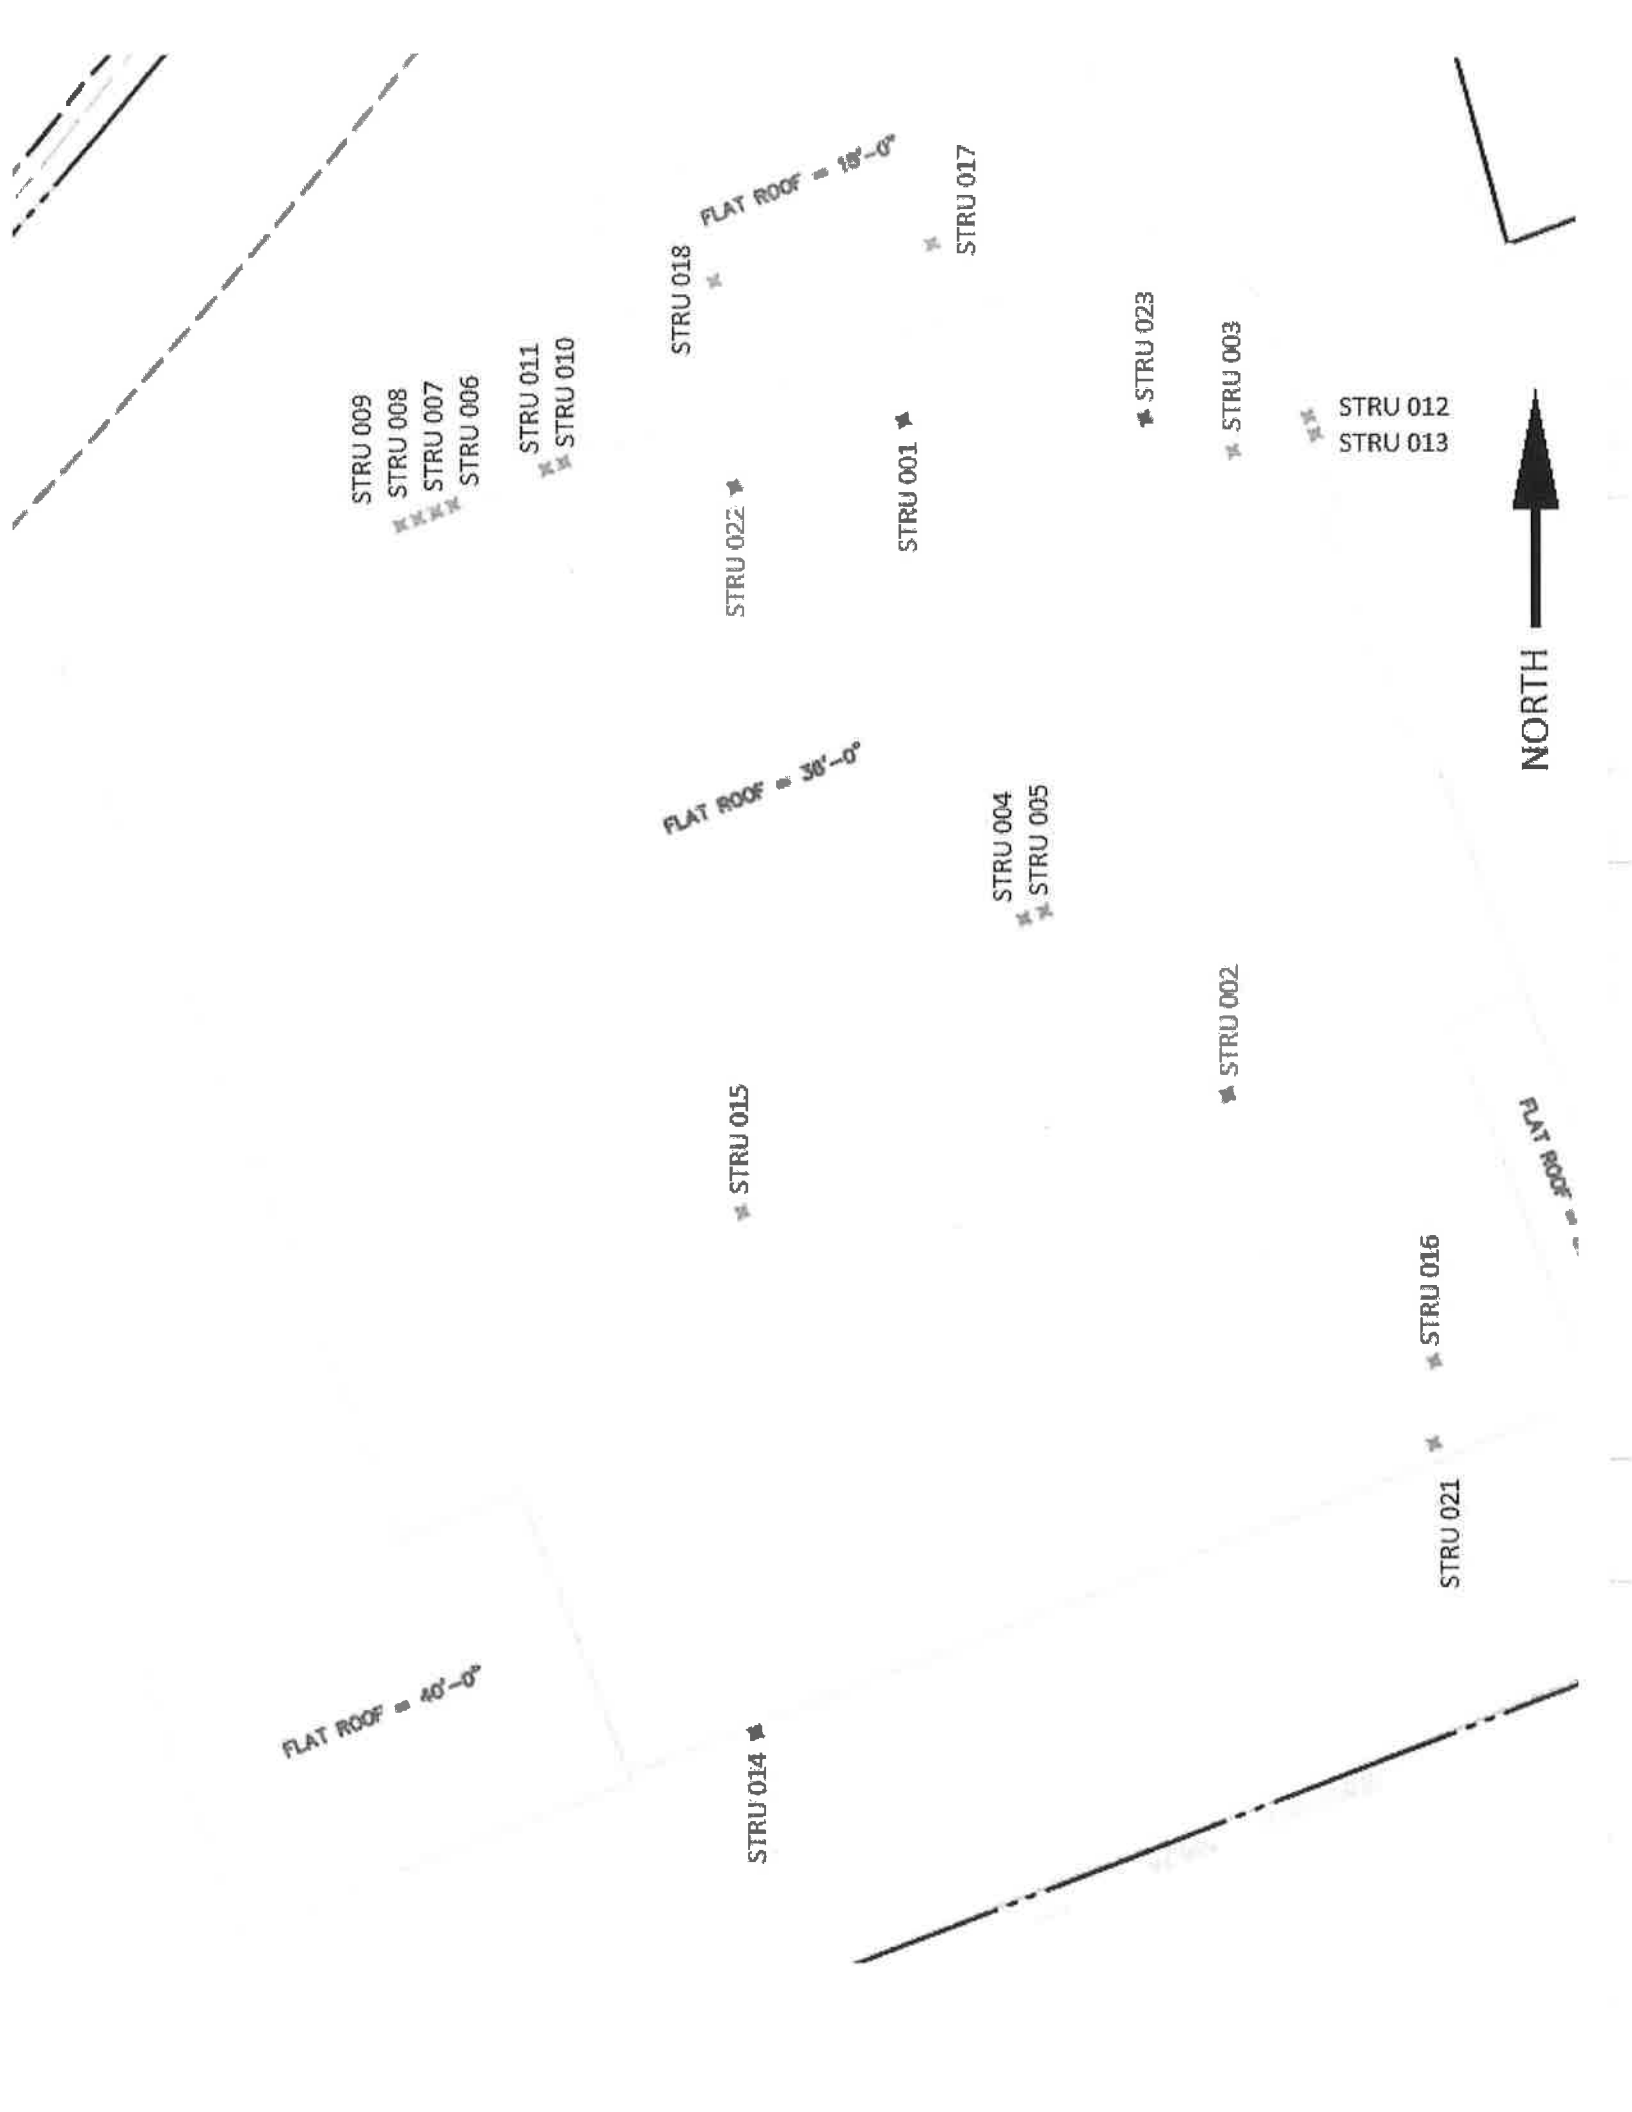 FLAT ROOF = 18'-0"
STRU 017
STRU 018
STRU 023
STRU 003
STRU 011
STRU 010
STRU 009
STRU 008
STRU 007
STRU 006
STRU 012
STRU 013
STRU 001
STRU 022
NORTH
FLAT ROOF = 38'-0"
STRU 004
STRU 005
STRU 002
STRU 015
FLAT ROOF =
STRU 016
STRU 021
FLAT ROOF = 40'-0"
STRU 014